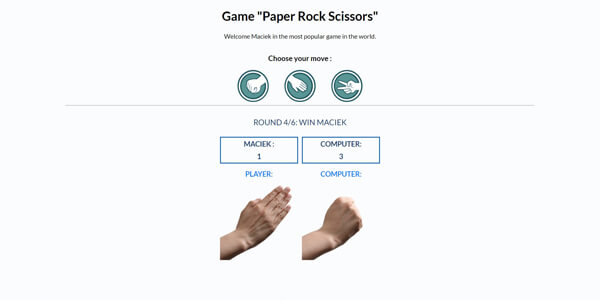 Game "Paper Rock Scissors"
Welcome Maciek in the most popular game in the world.
Choose your move :
ROUND 4/6: WIN MACIEK
MACIEK : COMPUTER:
1 3
PLAYER: COMPUTER: